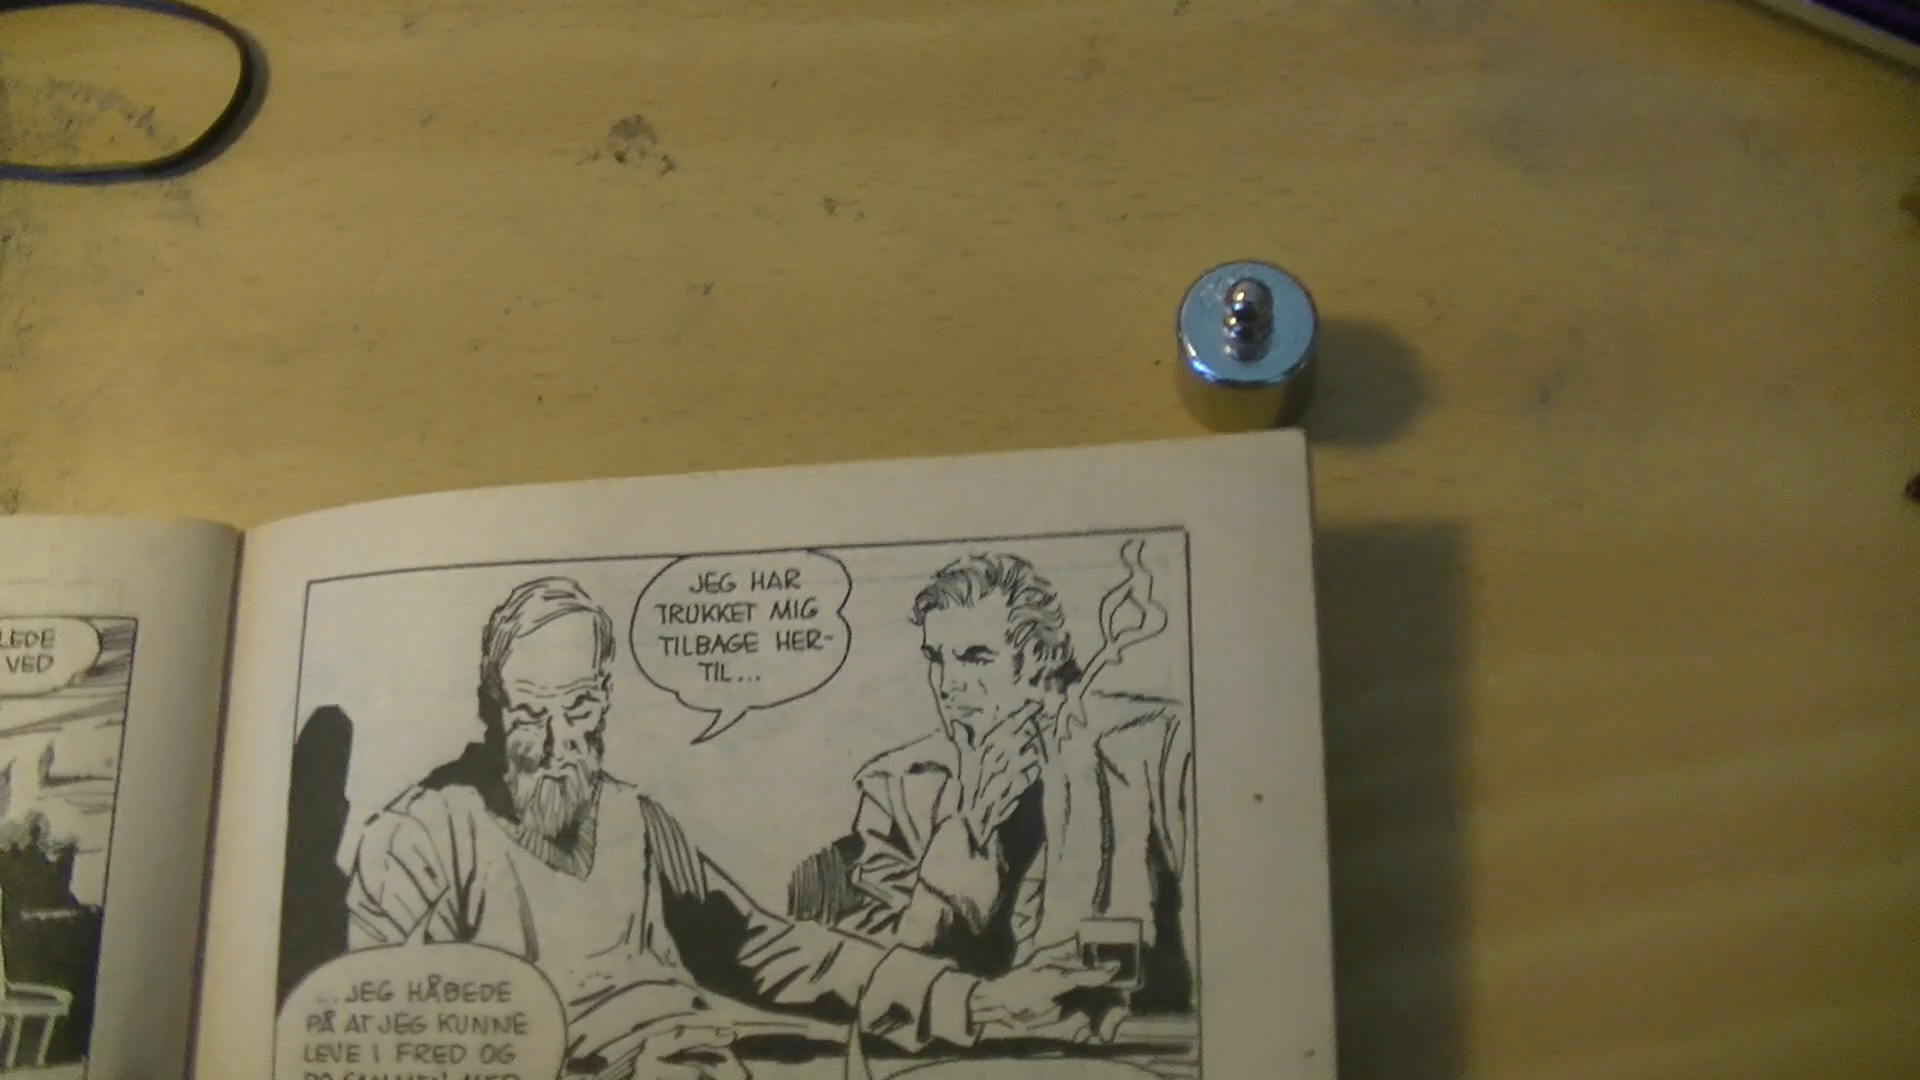 LEDE
VED
JEG HAR
TRUKKET MIG
TILBAGE HER-
TIL...
...JEG HÅBEDE
PÅ AT JEG KUNNE
LEVE I FRED OG